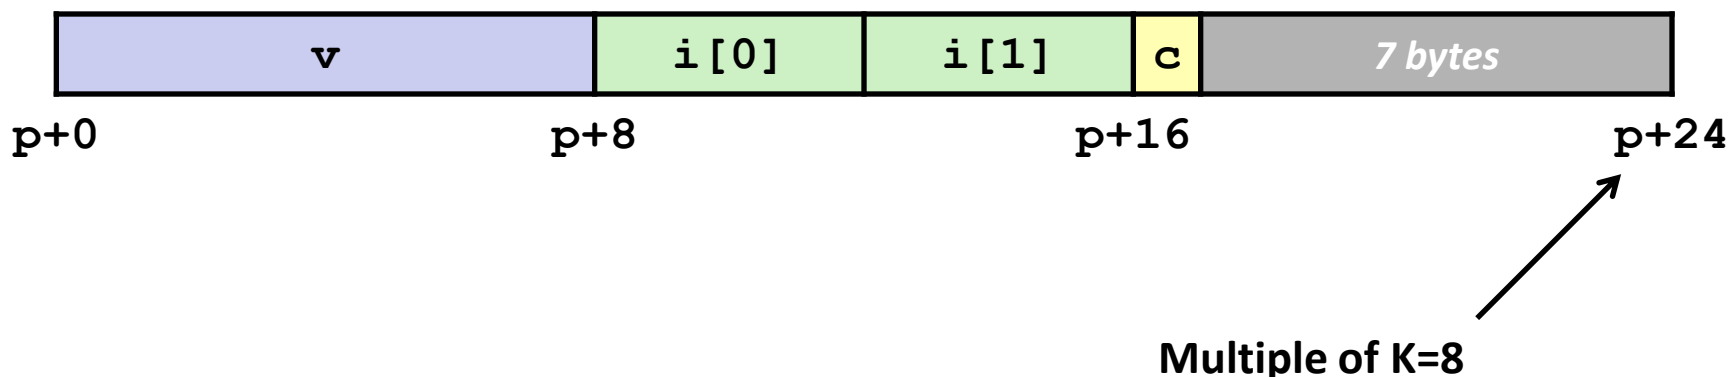 v i[0] i[1] c 7 bytes
p+0 p+8 p+16 p+24
Multiple of K=8